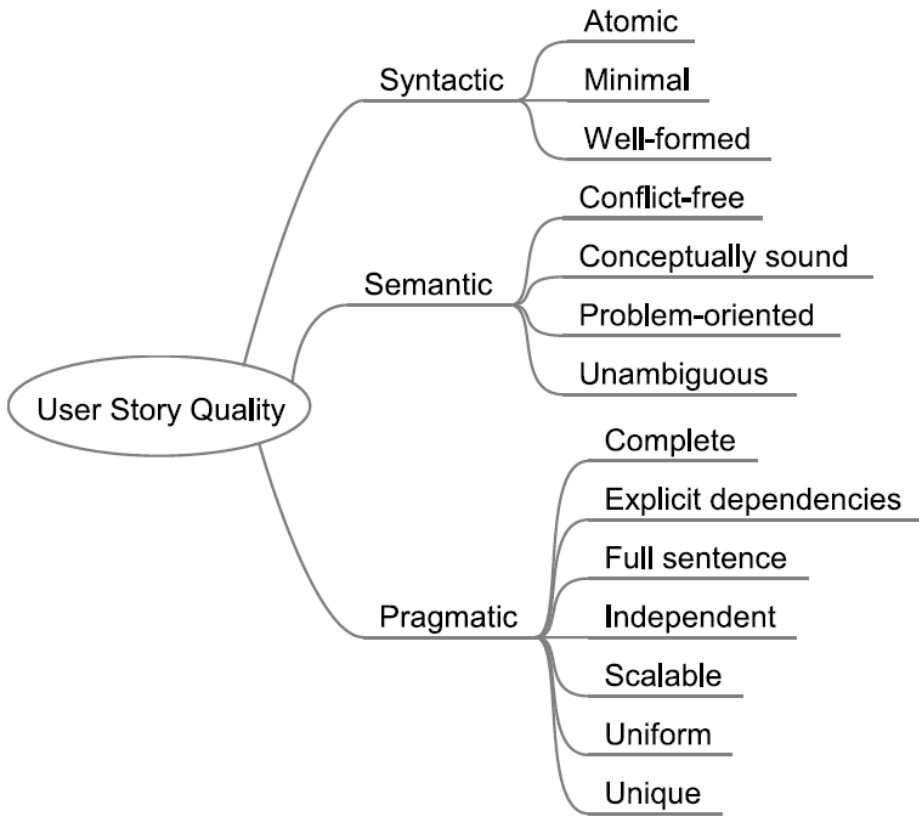 User Story Quality
Syntactic
Atomic
Minimal
Well-formed
Semantic
Conflict-free
Conceptually sound
Problem-oriented
Unambiguous
Pragmatic
Complete
Explicit dependencies
Full sentence
Independent
Scalable
Uniform
Unique